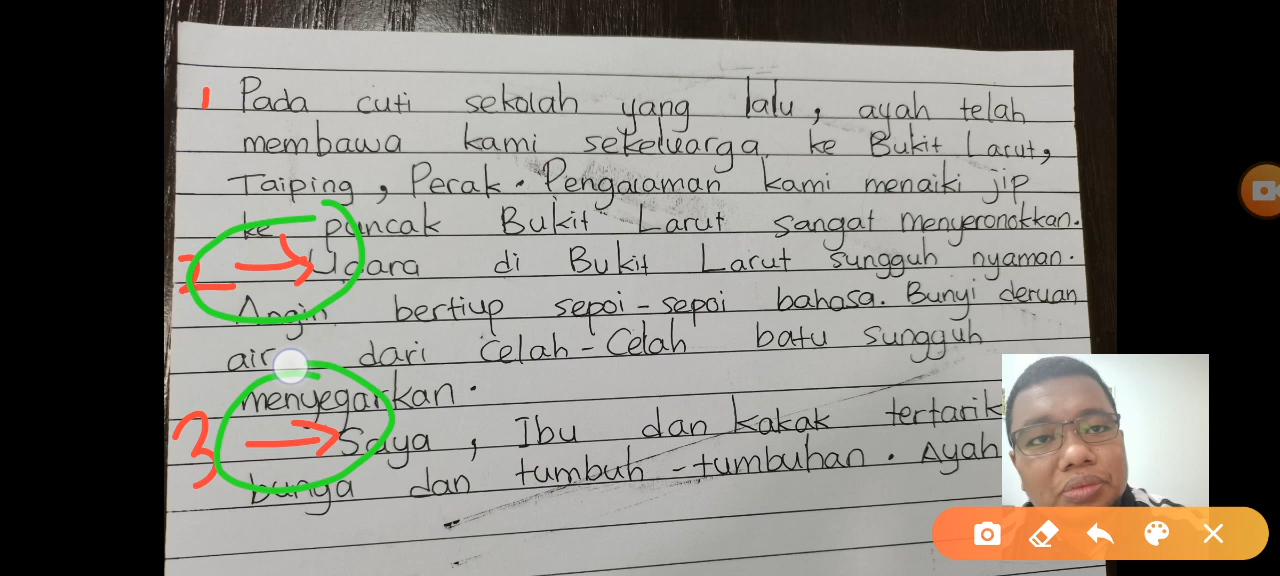 1 Pada cuti sekolah yang lalu, ayah telah
membawa kami sekeluarga ke Bukit Larut,
Taiping, Perak. Pengalaman kami menaiki jip
ke puncak Bukit Larut sangat menyeronokkan.
2 Udara di Bukit Larut sungguh nyaman.
Angin bertiup sepoi-sepoi bahasa. Bunyi deruan
air dari celah-celah batu sungguh
menyegarkan.
3 Saya, Ibu dan kakak tertarik
bunga dan tumbuh-tumbuhan. Ayah